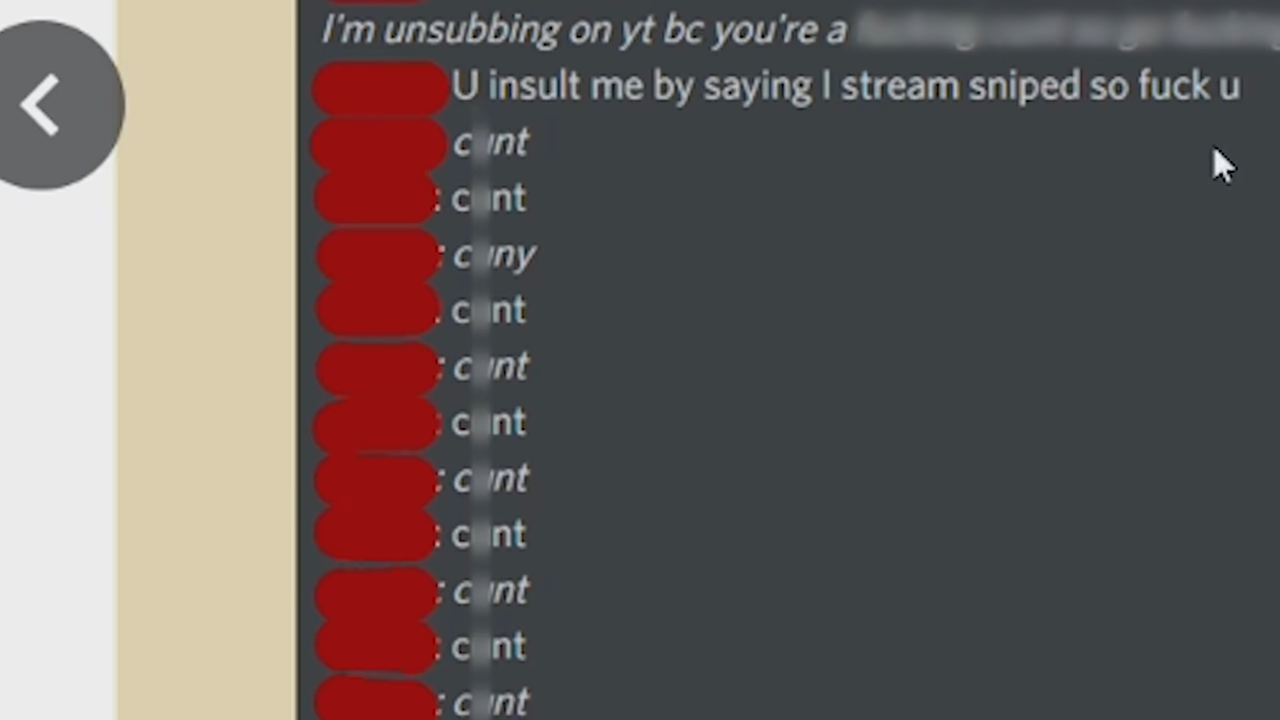 I'm unsubbing on yt bc you're a
U insult me by saying I stream sniped so fuck u
c nt
: c nt
: c ny
: c nt
: c nt
: c nt
: c nt
: c nt
: c nt
: c nt
: c nt